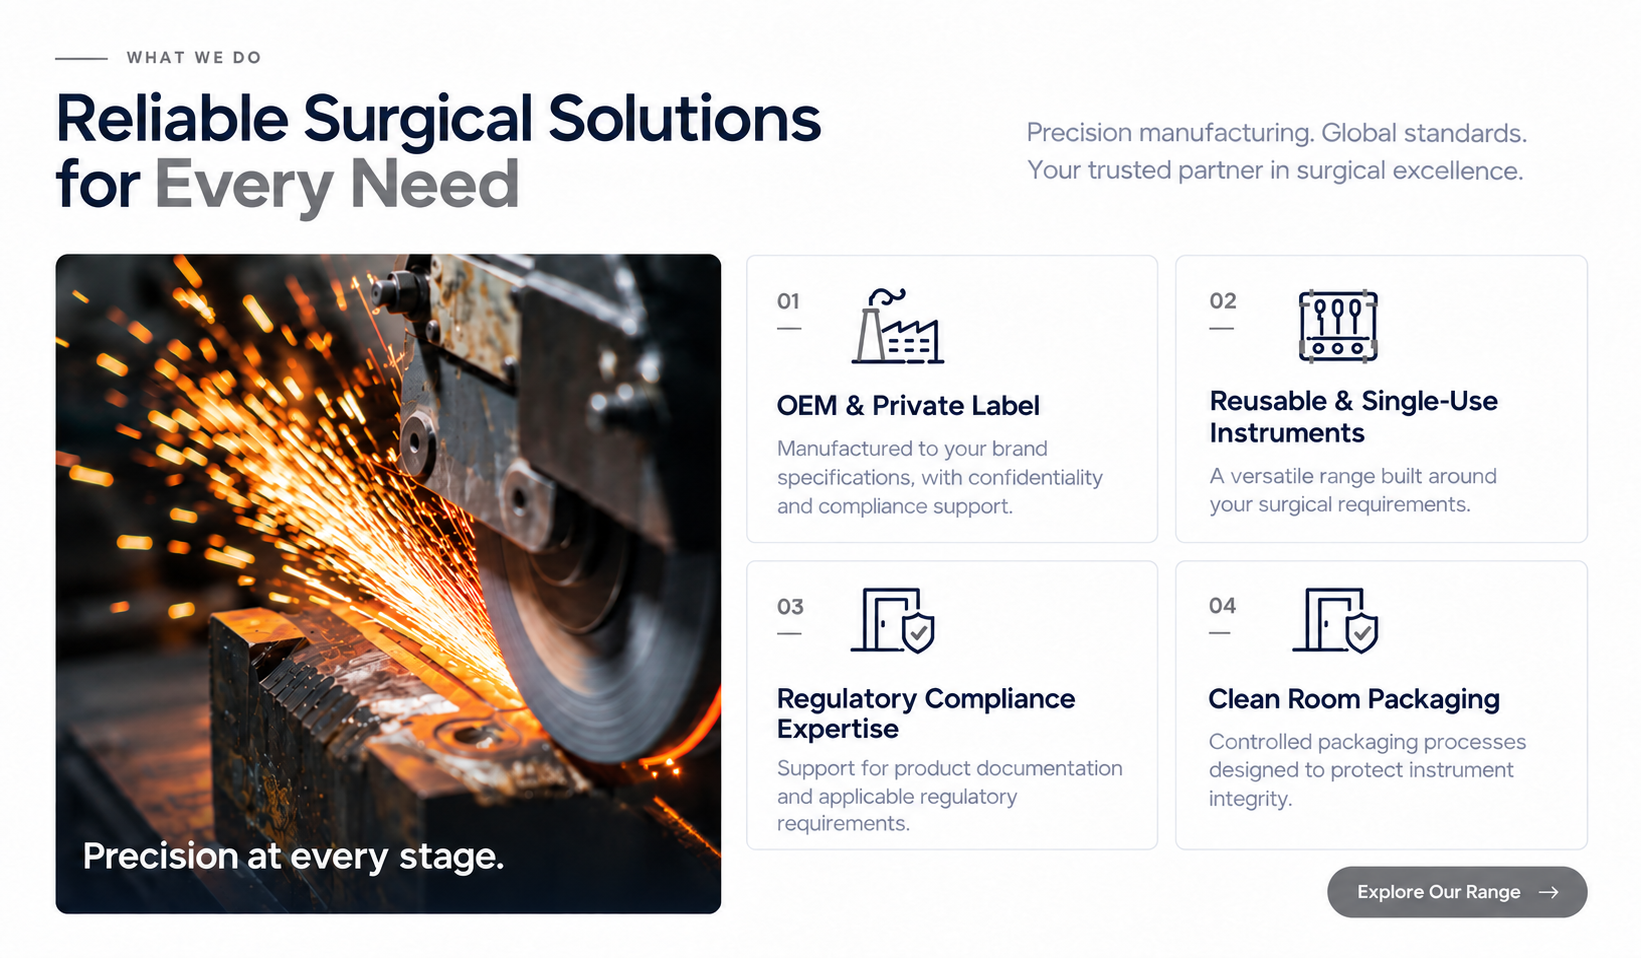 WHAT WE DO
Reliable Surgical Solutions
for Every Need
Precision manufacturing. Global standards.
Your trusted partner in surgical excellence.
Precision at every stage.
01
OEM & Private Label
Manufactured to your brand
specifications, with confidentiality
and compliance support.
02
Reusable & Single-Use
Instruments
A versatile range built around
your surgical requirements.
03
Regulatory Compliance
Expertise
Support for product documentation
and applicable regulatory
requirements.
04
Clean Room Packaging
Controlled packaging processes
designed to protect instrument
integrity.
Explore Our Range →